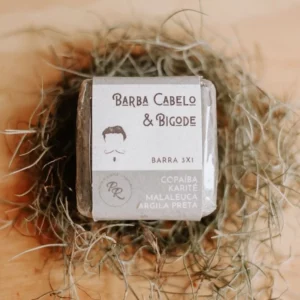 BARBA CABELO
& BIGODE
BARRA 3X1
COPAÍBA
KARITÉ
MALALEUCA
ARGILA PRETA